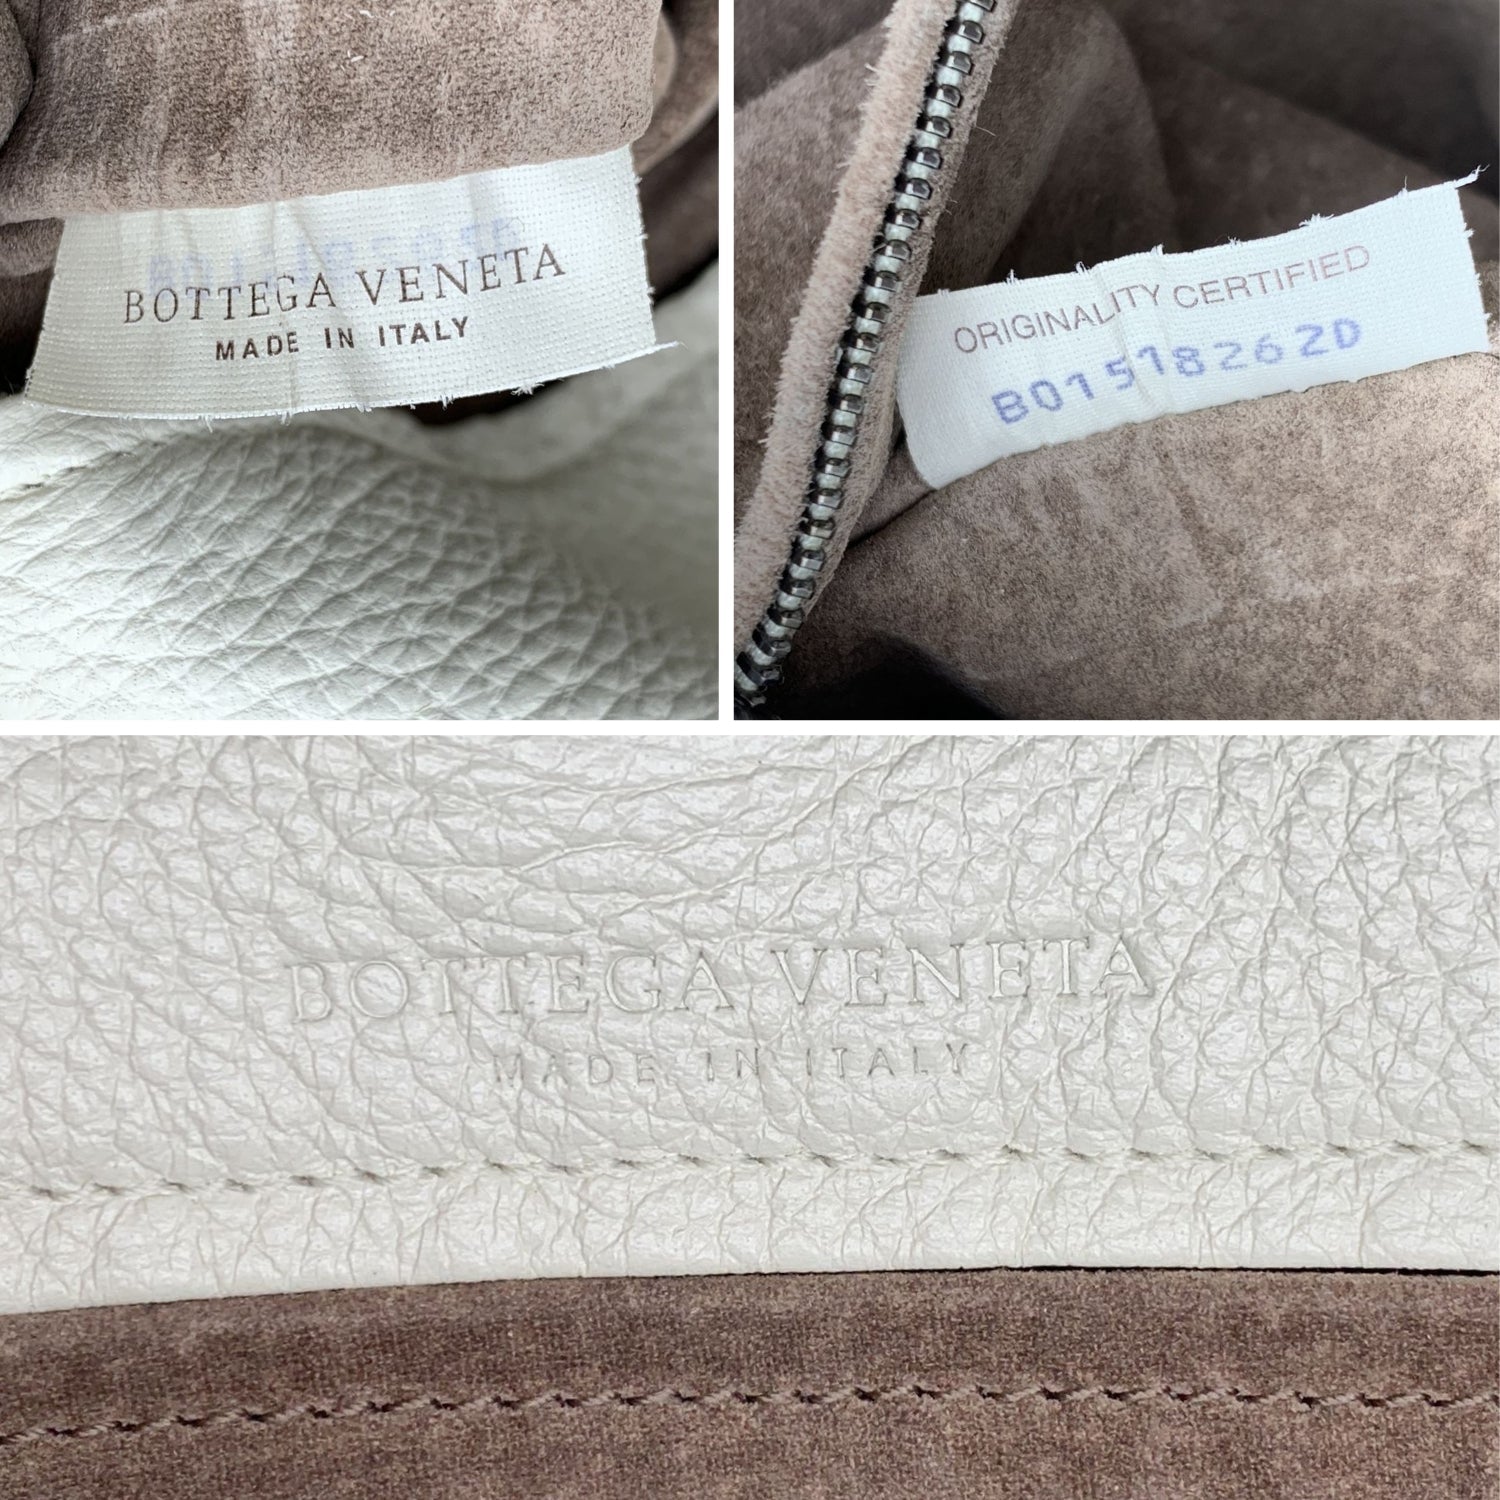 BOTTEGA VENETA
MADE IN ITALY
ORIGINALITY CERTIFIED
B01518262D
BOTTEGA VENETA
MADE IN ITALY